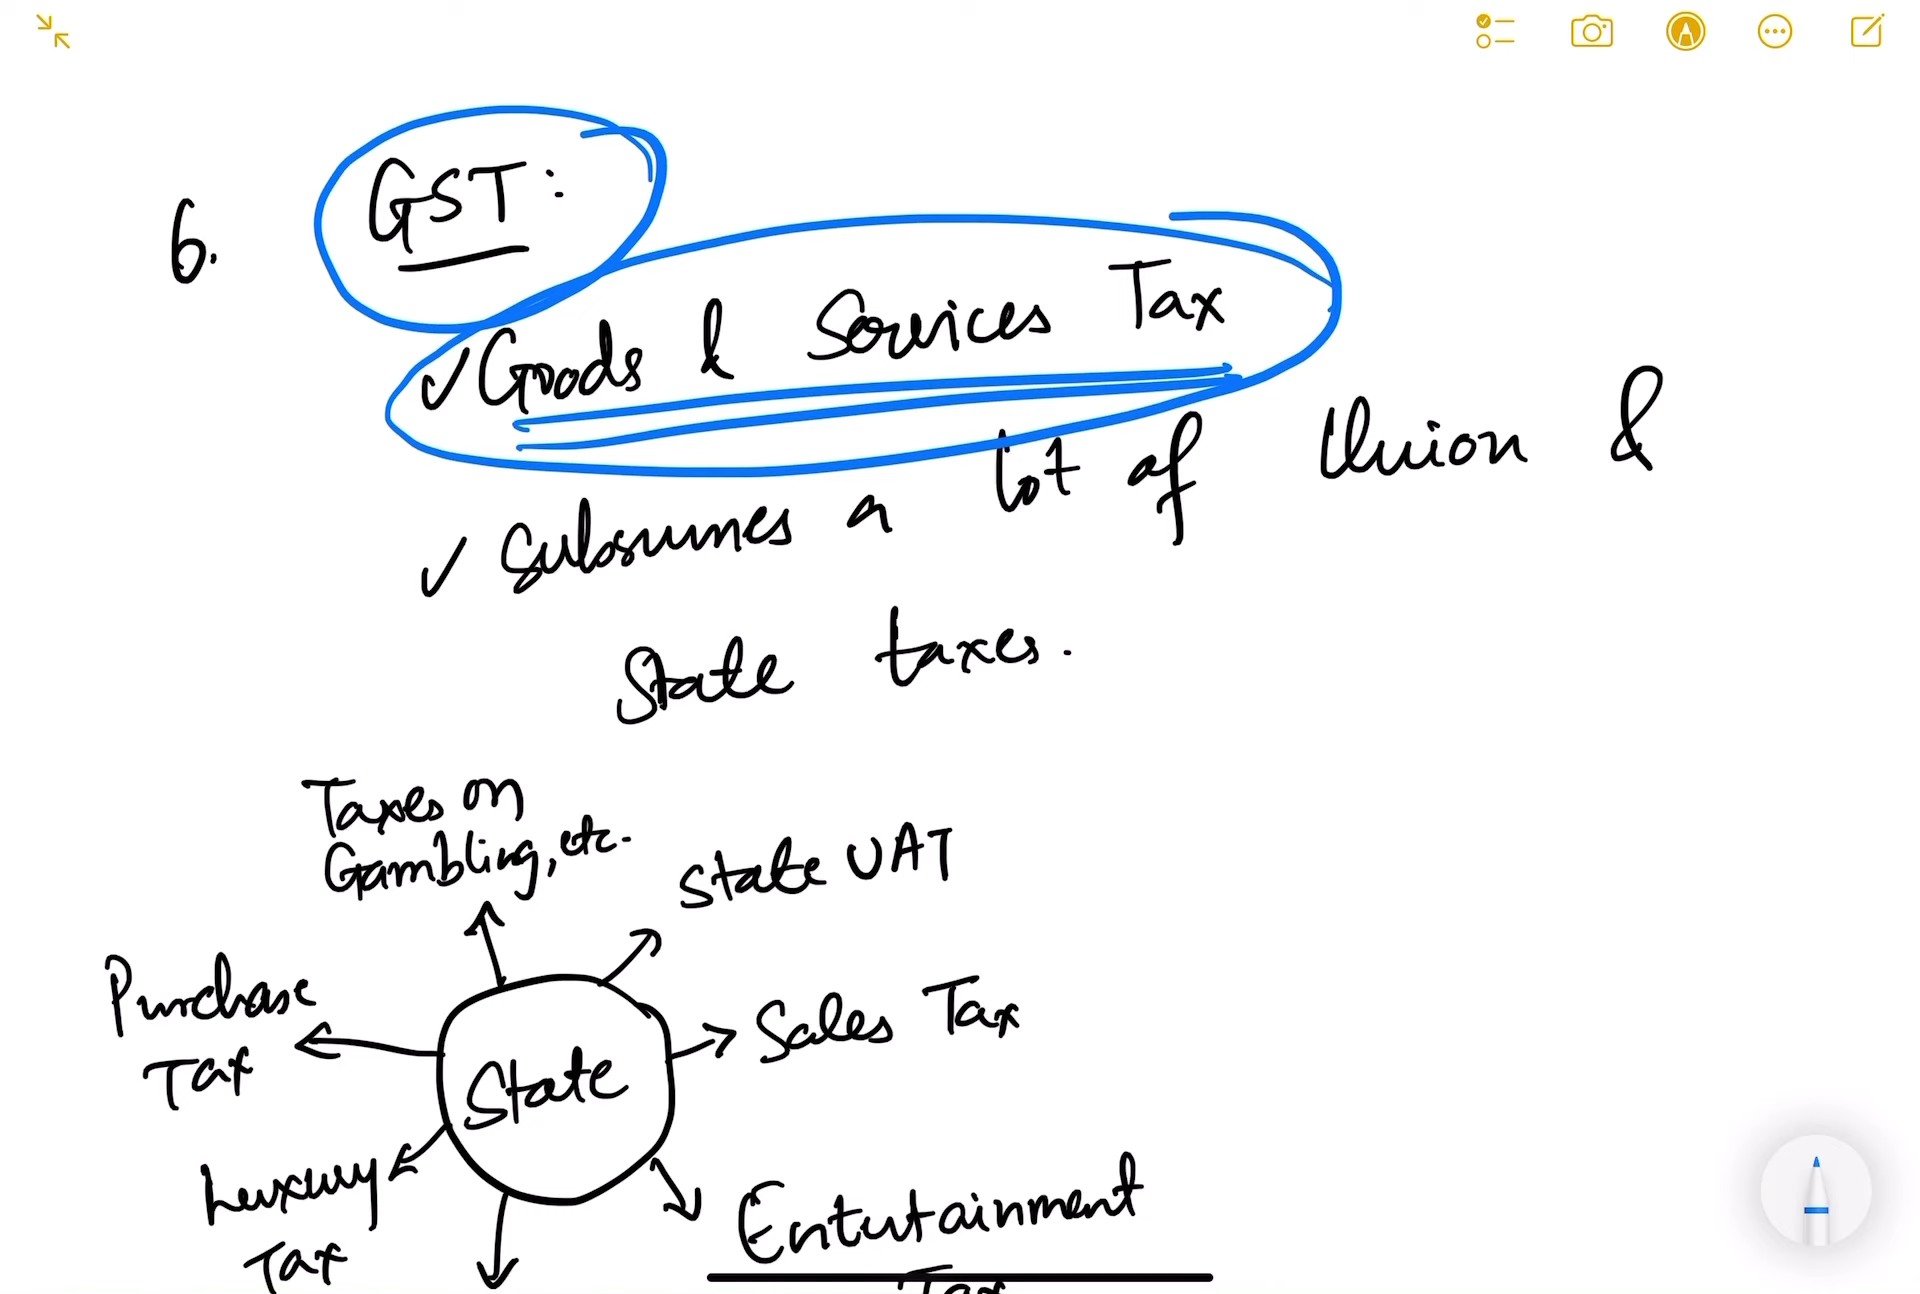 6. GST:
✓ Goods & Services Tax
✓ Subsumes a lot of Union &
State taxes.
Taxes on
Gambling, etc.
State VAT
Purchase
Tax
Sales Tax
State
Luxury
Tax
Entertainment
Tax